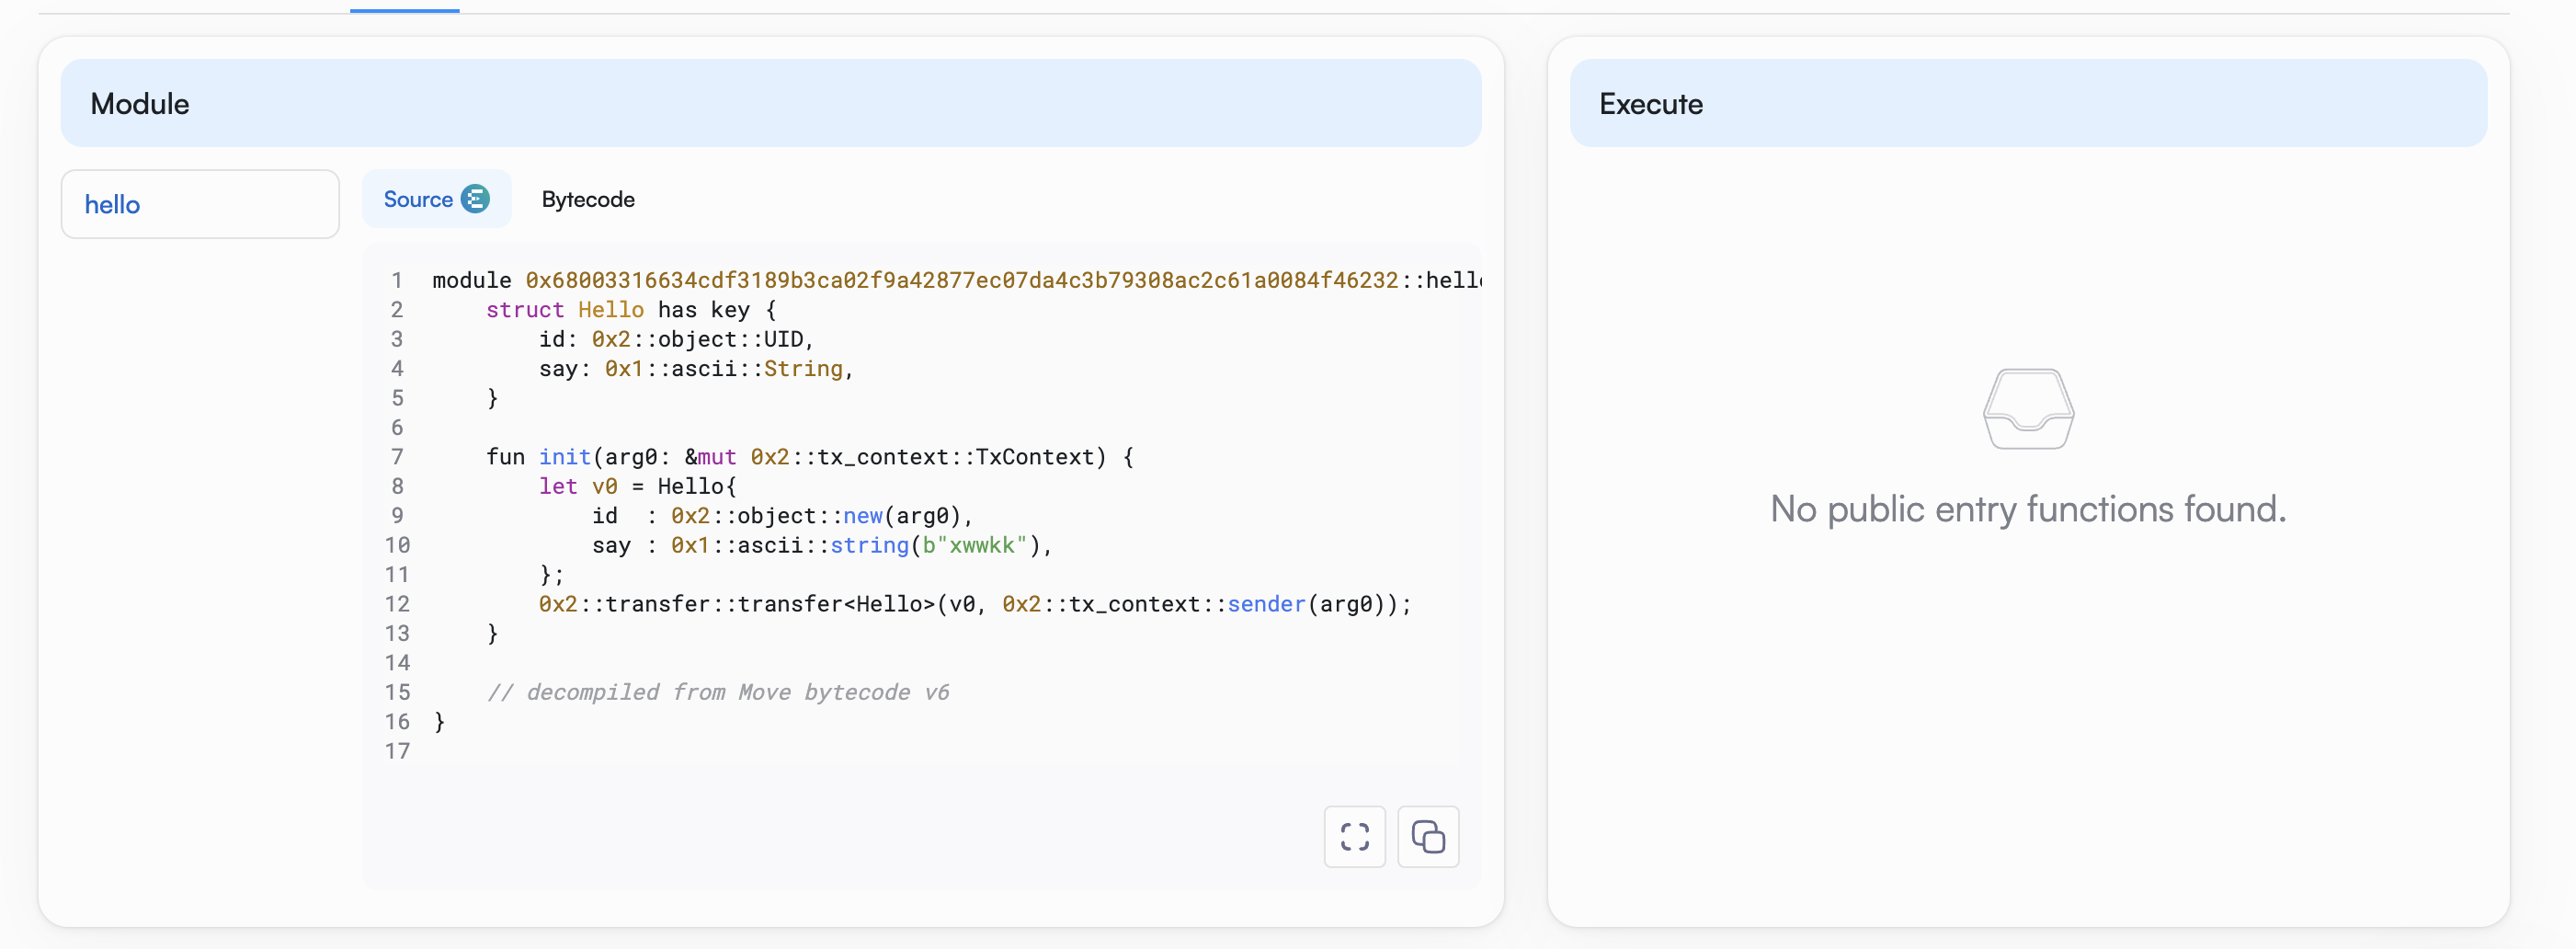 Module
hello
Source
Bytecode
1 module 0x68003316634cdf3189b3ca02f9a42877ec07da4c3b79308ac2c61a0084f46232::hell
2     struct Hello has key {
3         id: 0x2::object::UID,
4         say: 0x1::ascii::String,
5     }
6
7     fun init(arg0: &mut 0x2::tx_context::TxContext) {
8         let v0 = Hello{
9             id  : 0x2::object::new(arg0),
10             say : 0x1::ascii::string(b"xwwkk"),
11         };
12         0x2::transfer::transfer<Hello>(v0, 0x2::tx_context::sender(arg0));
13     }
14
15     // decompiled from Move bytecode v6
16 }
17
Execute
No public entry functions found.